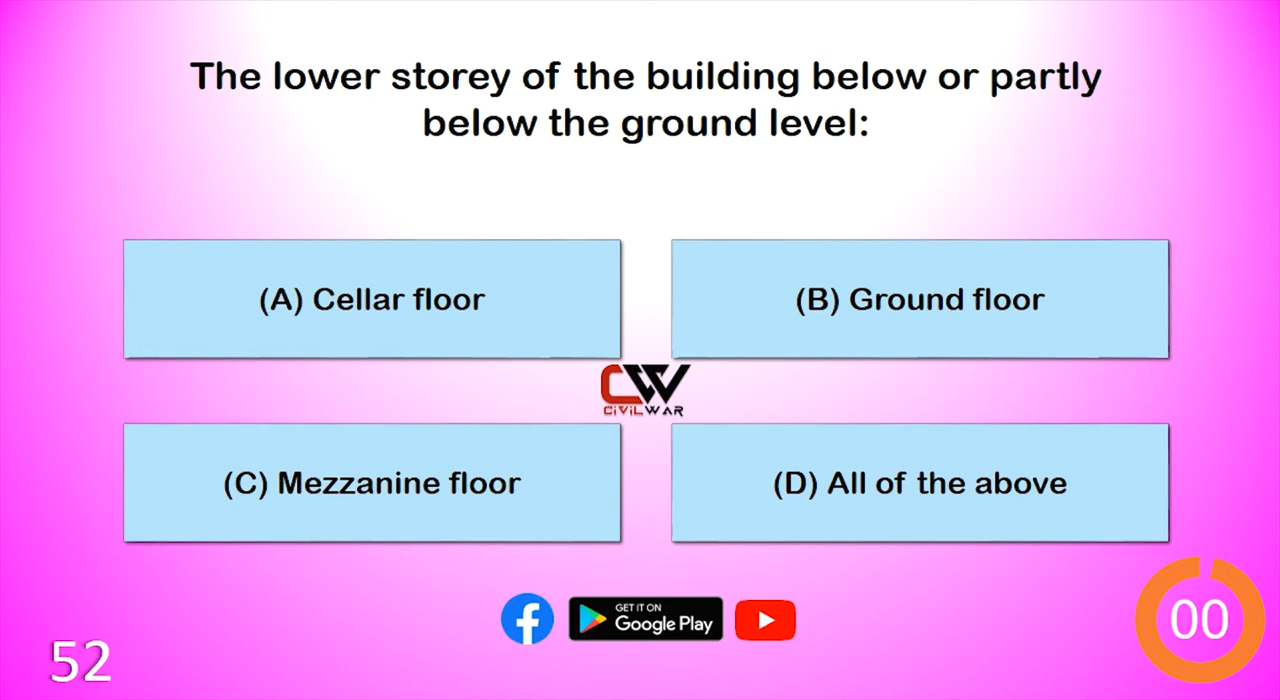 The lower storey of the building below or partly
below the ground level:
(A) Cellar floor
(B) Ground floor
CW
CiViLWAR
(C) Mezzanine floor
(D) All of the above
f
GET IT ON
Google Play
00
52